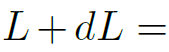 L + dL =